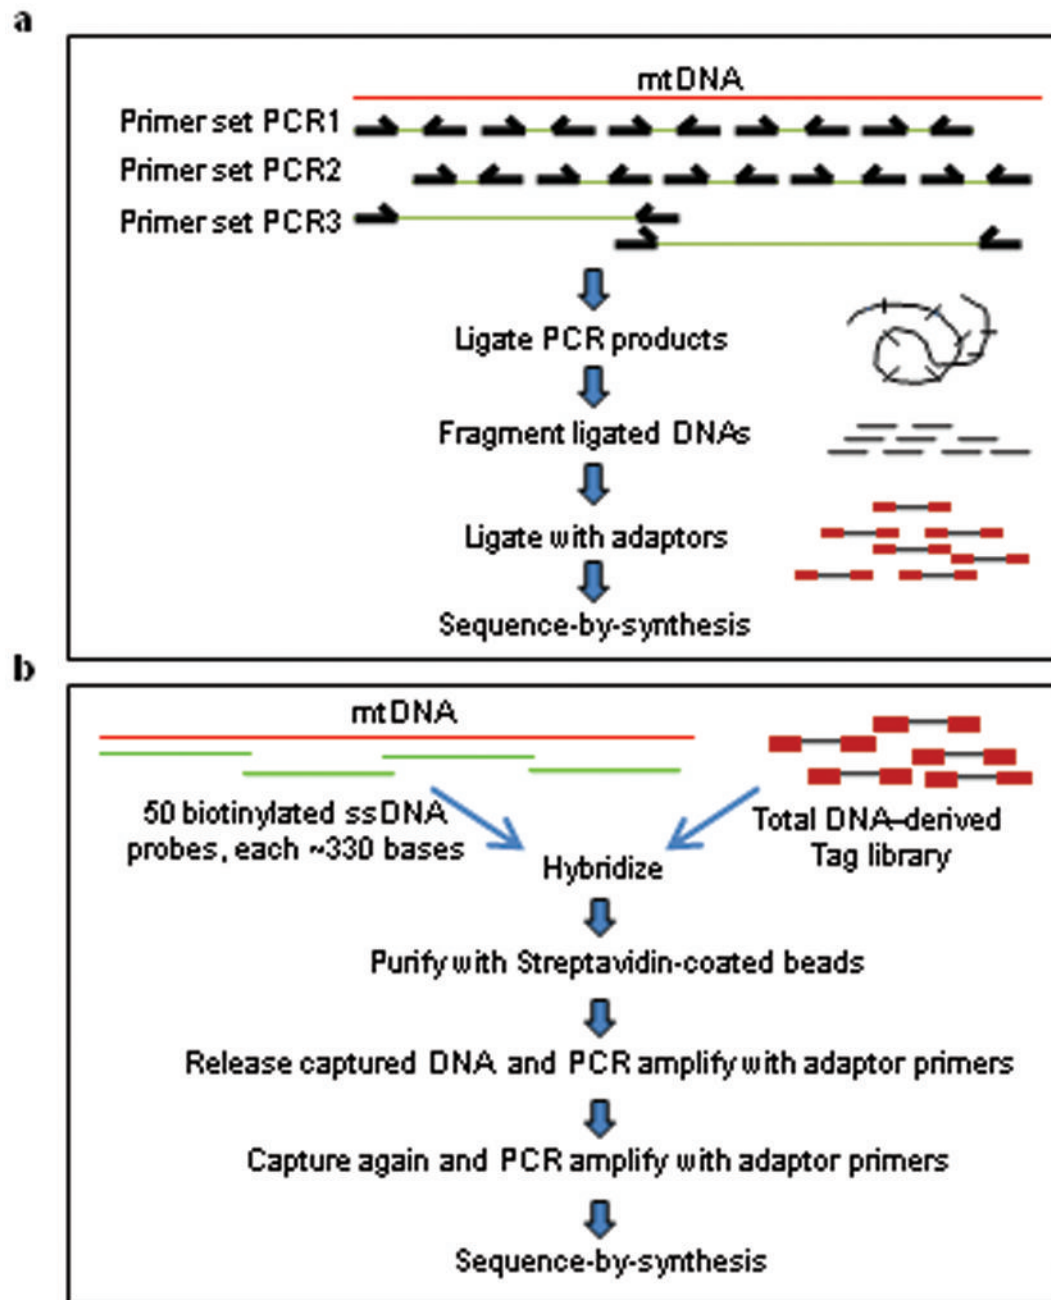 a
mtDNA
Primer set PCR1
Primer set PCR2
Primer set PCR3
Ligate PCR products
Fragment ligated DNAs
Ligate with adaptors
Sequence-by-synthesis
b
mtDNA
50 biotinylated ssDNA
probes, each ~330 bases
Total DNA-derived
Tag library
Hybridize
Purify with Streptavidin-coated beads
Release captured DNA and PCR amplify with adaptor primers
Capture again and PCR amplify with adaptor primers
Sequence-by-synthesis